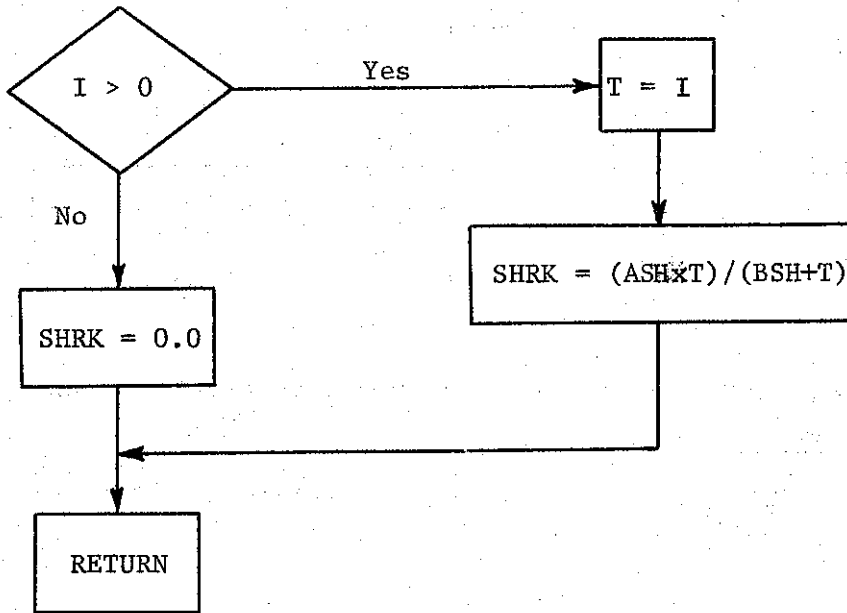 I > 0
Yes
T = I
No
SHRK = (ASHxT)/(BSH+T)
SHRK = 0.0
RETURN